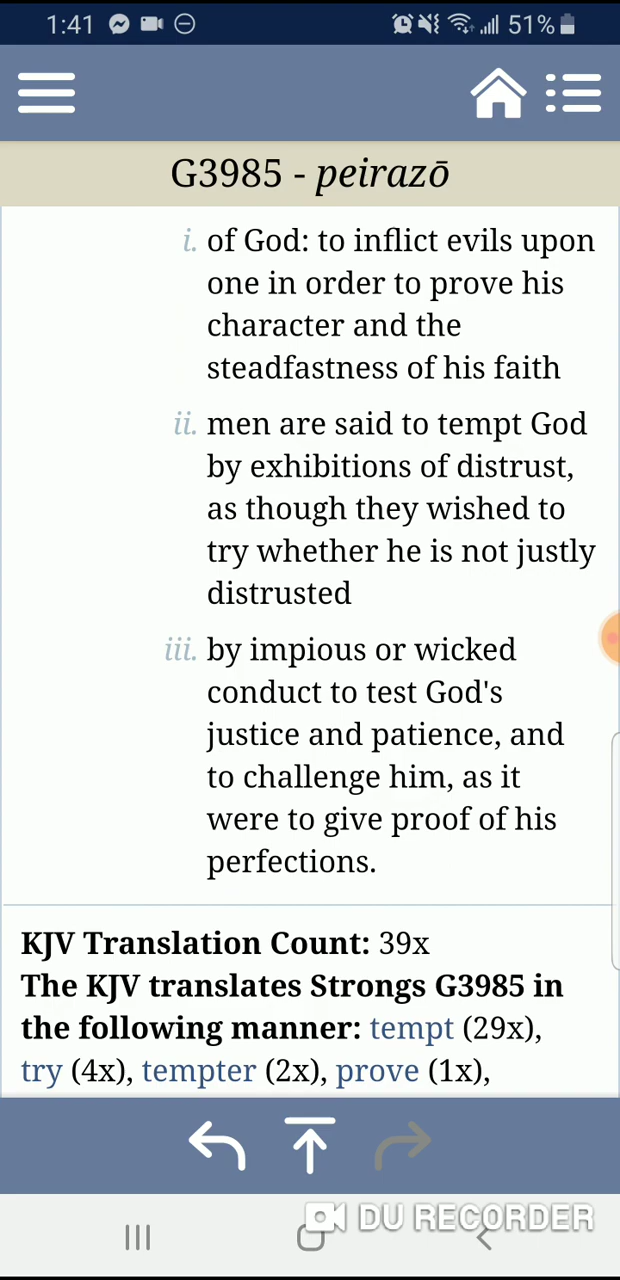 1:41 51%
G3985 - peirazō
i. of God: to inflict evils upon
one in order to prove his
character and the
steadfastness of his faith
ii. men are said to tempt God
by exhibitions of distrust,
as though they wished to
try whether he is not justly
distrusted
iii. by impious or wicked
conduct to test God's
justice and patience, and
to challenge him, as it
were to give proof of his
perfections.
KJV Translation Count: 39x
The KJV translates Strongs G3985 in
the following manner: tempt (29x),
try (4x), tempter (2x), prove (1x),
DU RECORDER